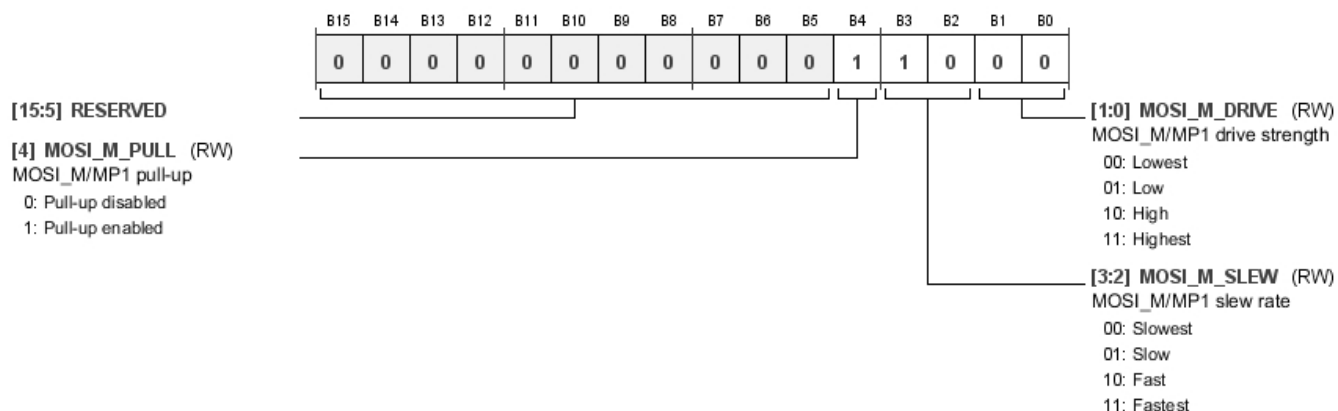 B15 B14 B13 B12 B11 B10 B9 B8 B7 B6 B5 B4 B3 B2 B1 B0
0 0 0 0 0 0 0 0 0 0 0 1 1 0 0 0
[15:5] RESERVED
[4] MOSI_M_PULL (RW)
MOSI_M/MP1 pull-up
0: Pull-up disabled
1: Pull-up enabled
[1:0] MOSI_M_DRIVE (RW)
MOSI_M/MP1 drive strength
00: Lowest
01: Low
10: High
11: Highest
[3:2] MOSI_M_SLEW (RW)
MOSI_M/MP1 slew rate
00: Slowest
01: Slow
10: Fast
11: Fastest